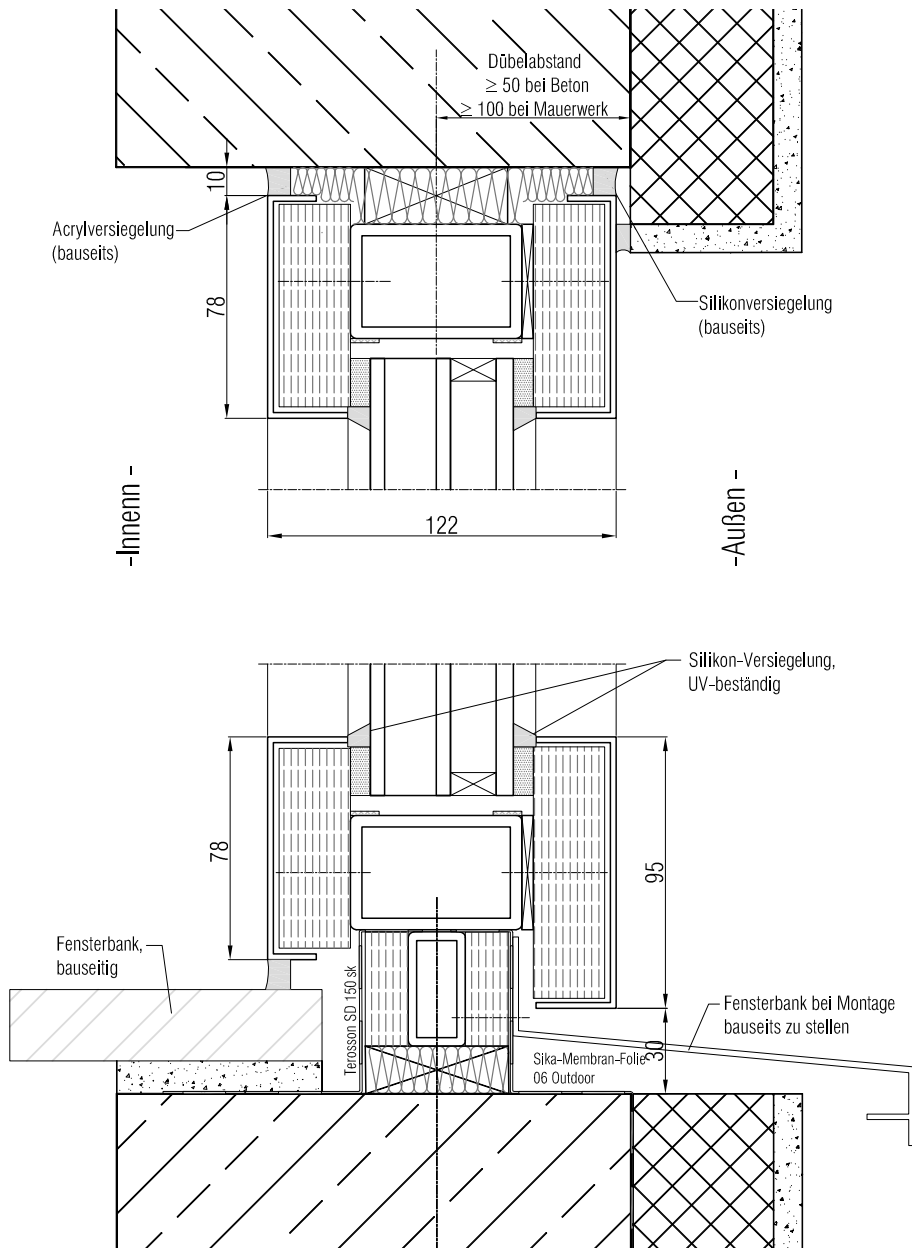 Dübelabstand
≥ 50 bei Beton
≥ 100 bei Mauerwerk
10
Acrylversiegelung
(bauseits)
78
Silikonversiegelung
(bauseits)
-Innenn -
-Außen -
122
Silikon-Versiegelung,
UV-beständig
78
95
Fensterbank,
bauseitig
Terosson SD 150 sk
Fensterbank bei Montage
bauseits zu stellen
30
Sika-Membran-Folie
06 Outdoor